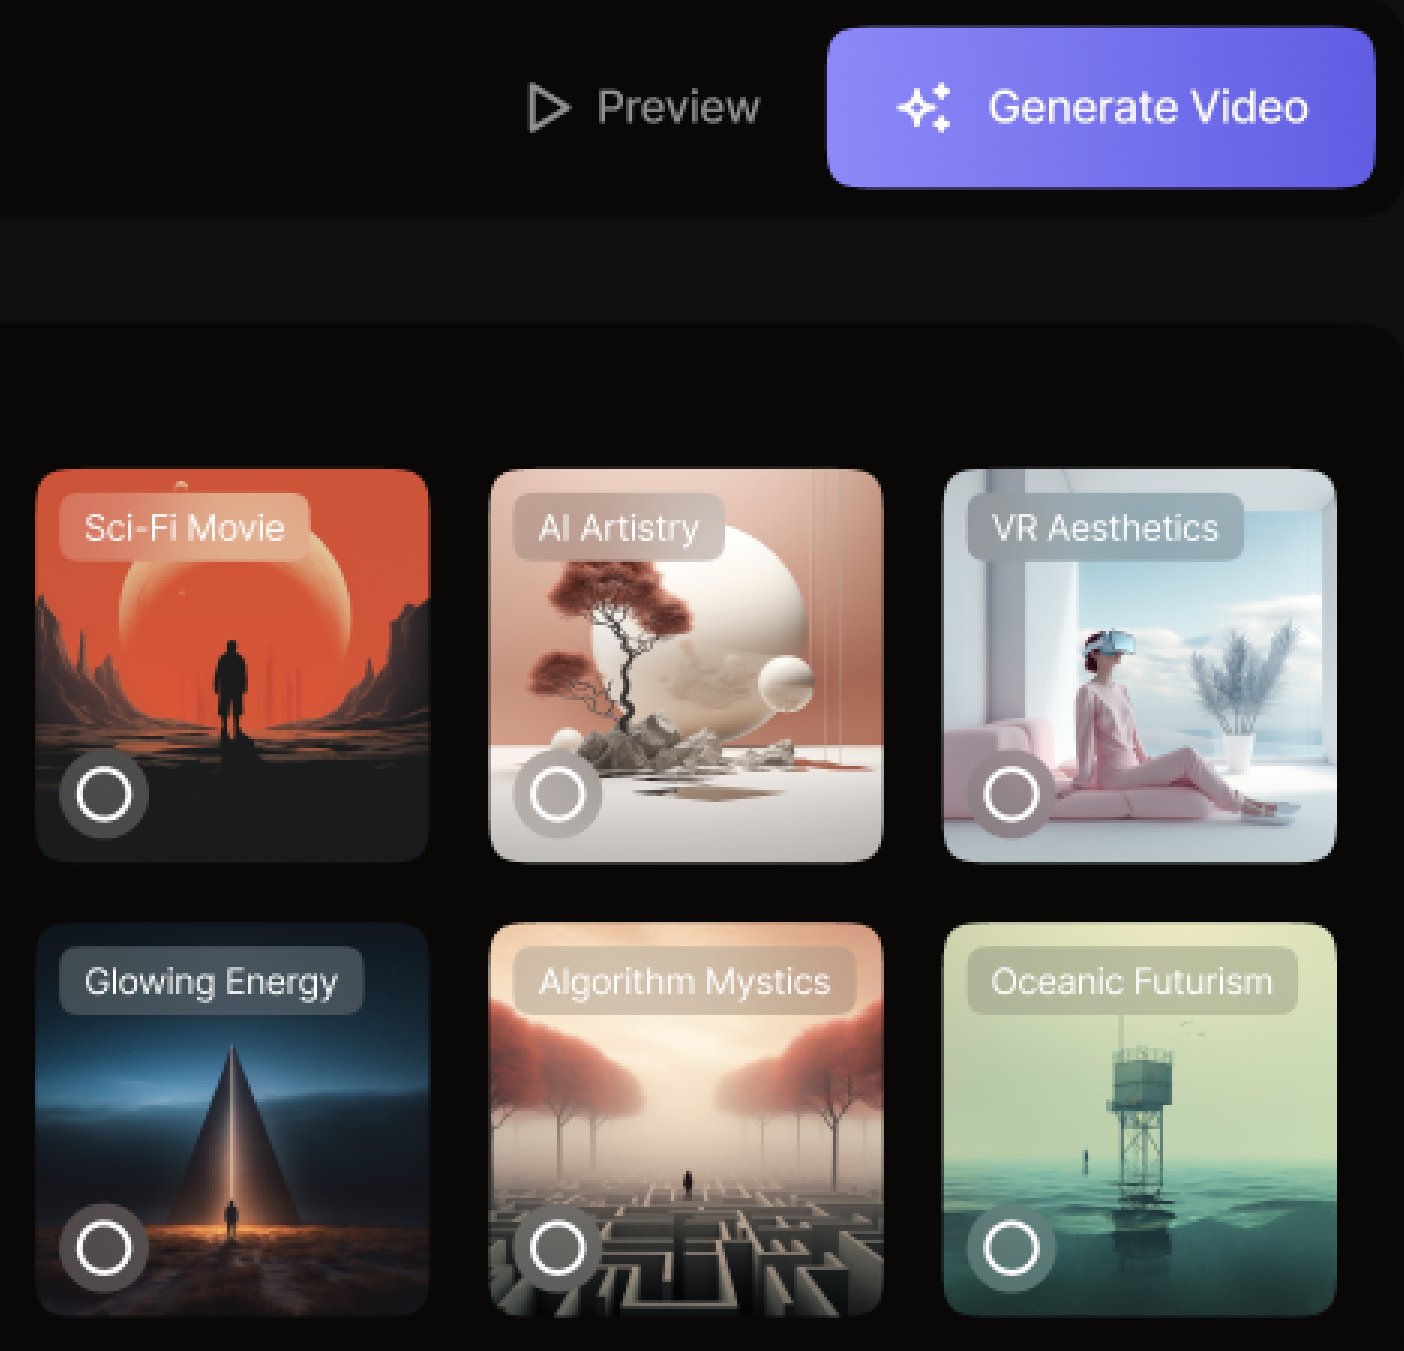 Preview
Generate Video
Sci-Fi Movie
AI Artistry
VR Aesthetics
Glowing Energy
Algorithm Mystics
Oceanic Futurism